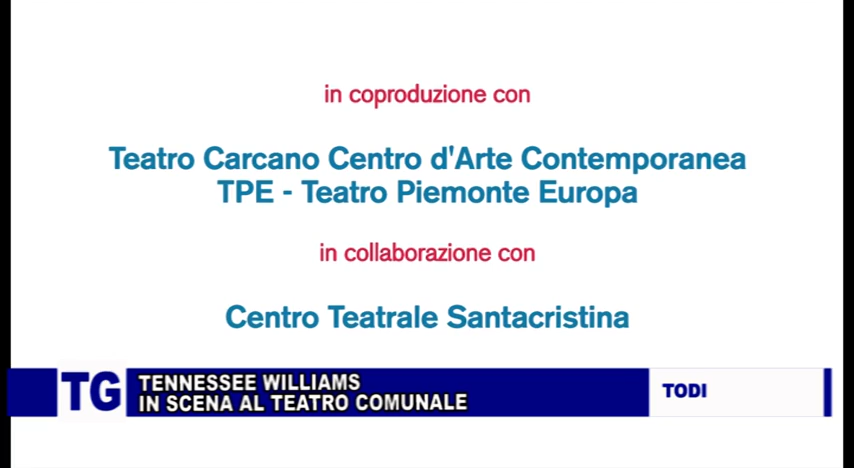 in coproduzione con
Teatro Carcano Centro d'Arte Contemporanea
TPE - Teatro Piemonte Europa
in collaborazione con
Centro Teatrale Santacristina
TG
TENNESSEE WILLIAMS
IN SCENA AL TEATRO COMUNALE
TODI